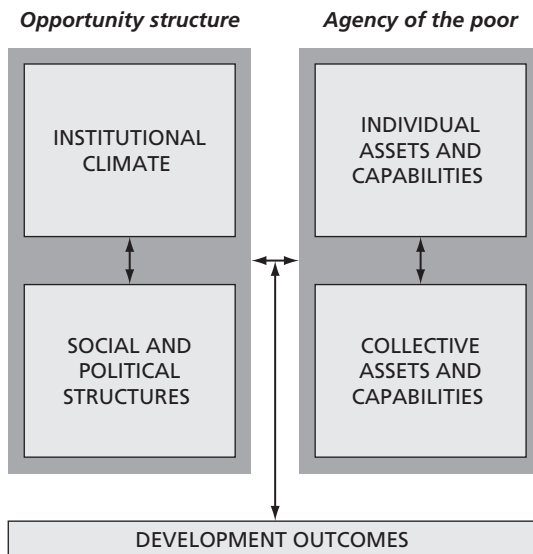 Opportunity structure
Agency of the poor
INSTITUTIONAL
CLIMATE
INDIVIDUAL
ASSETS AND
CAPABILITIES
SOCIAL AND
POLITICAL
STRUCTURES
COLLECTIVE
ASSETS AND
CAPABILITIES
DEVELOPMENT OUTCOMES